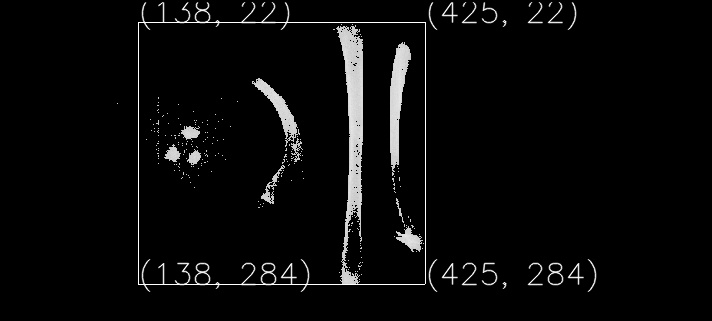 (138, 22) (425, 22)
(138, 284) (425, 284)